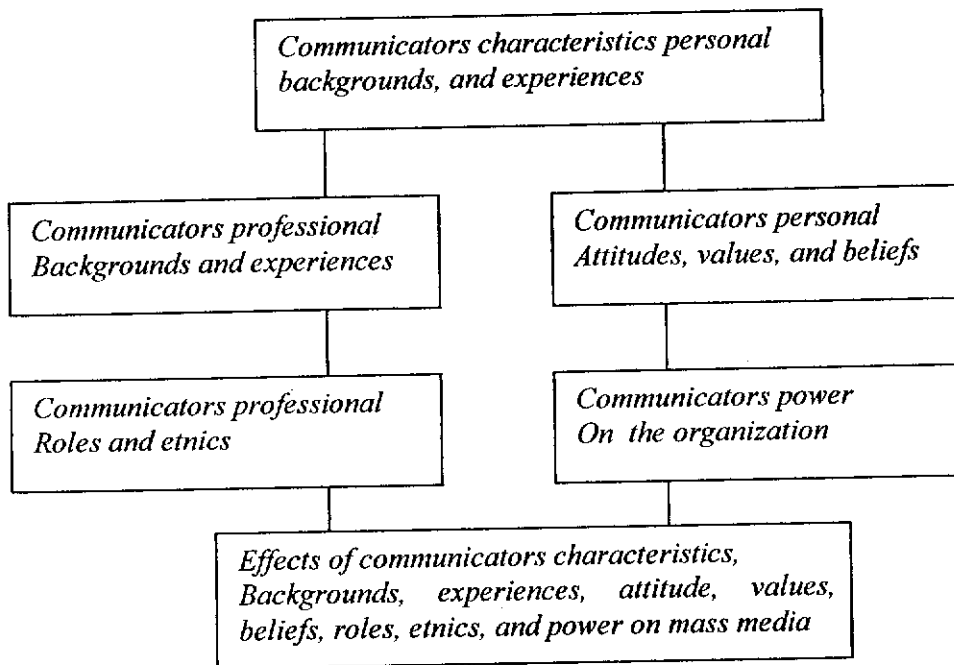 Communicators characteristics personal
backgrounds, and experiences
Communicators professional
Backgrounds and experiences
Communicators personal
Attitudes, values, and beliefs
Communicators professional
Roles and etnics
Communicators power
On the organization
Effects of communicators characteristics,
Backgrounds, experiences, attitude, values,
beliefs, roles, etnics, and power on mass media